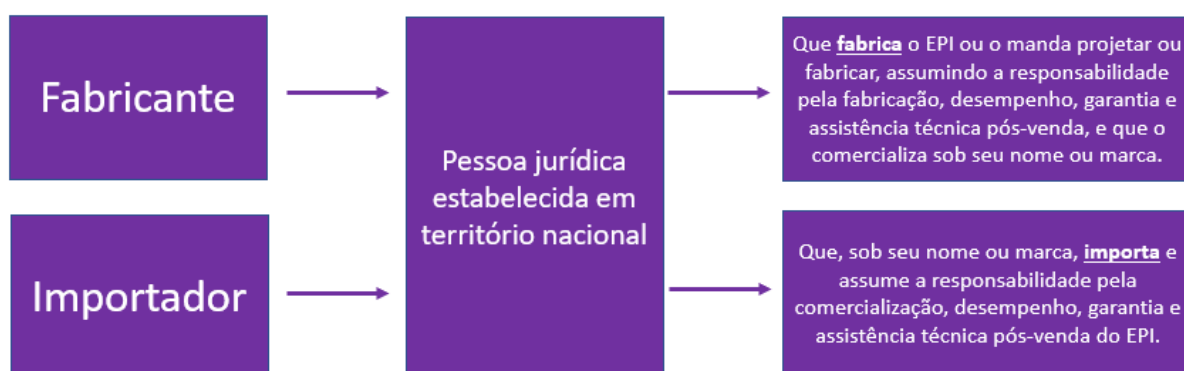 Fabricante
Importador
Pessoa jurídica
estabelecida em
território nacional
Que fabrica o EPI ou o manda projetar ou
fabricar, assumindo a responsabilidade
pela fabricação, desempenho, garantia e
assistência técnica pós-venda, e que o
comercializa sob seu nome ou marca.
Que, sob seu nome ou marca, importa e
assume a responsabilidade pela
comercialização, desempenho, garantia e
assistência técnica pós-venda do EPI.